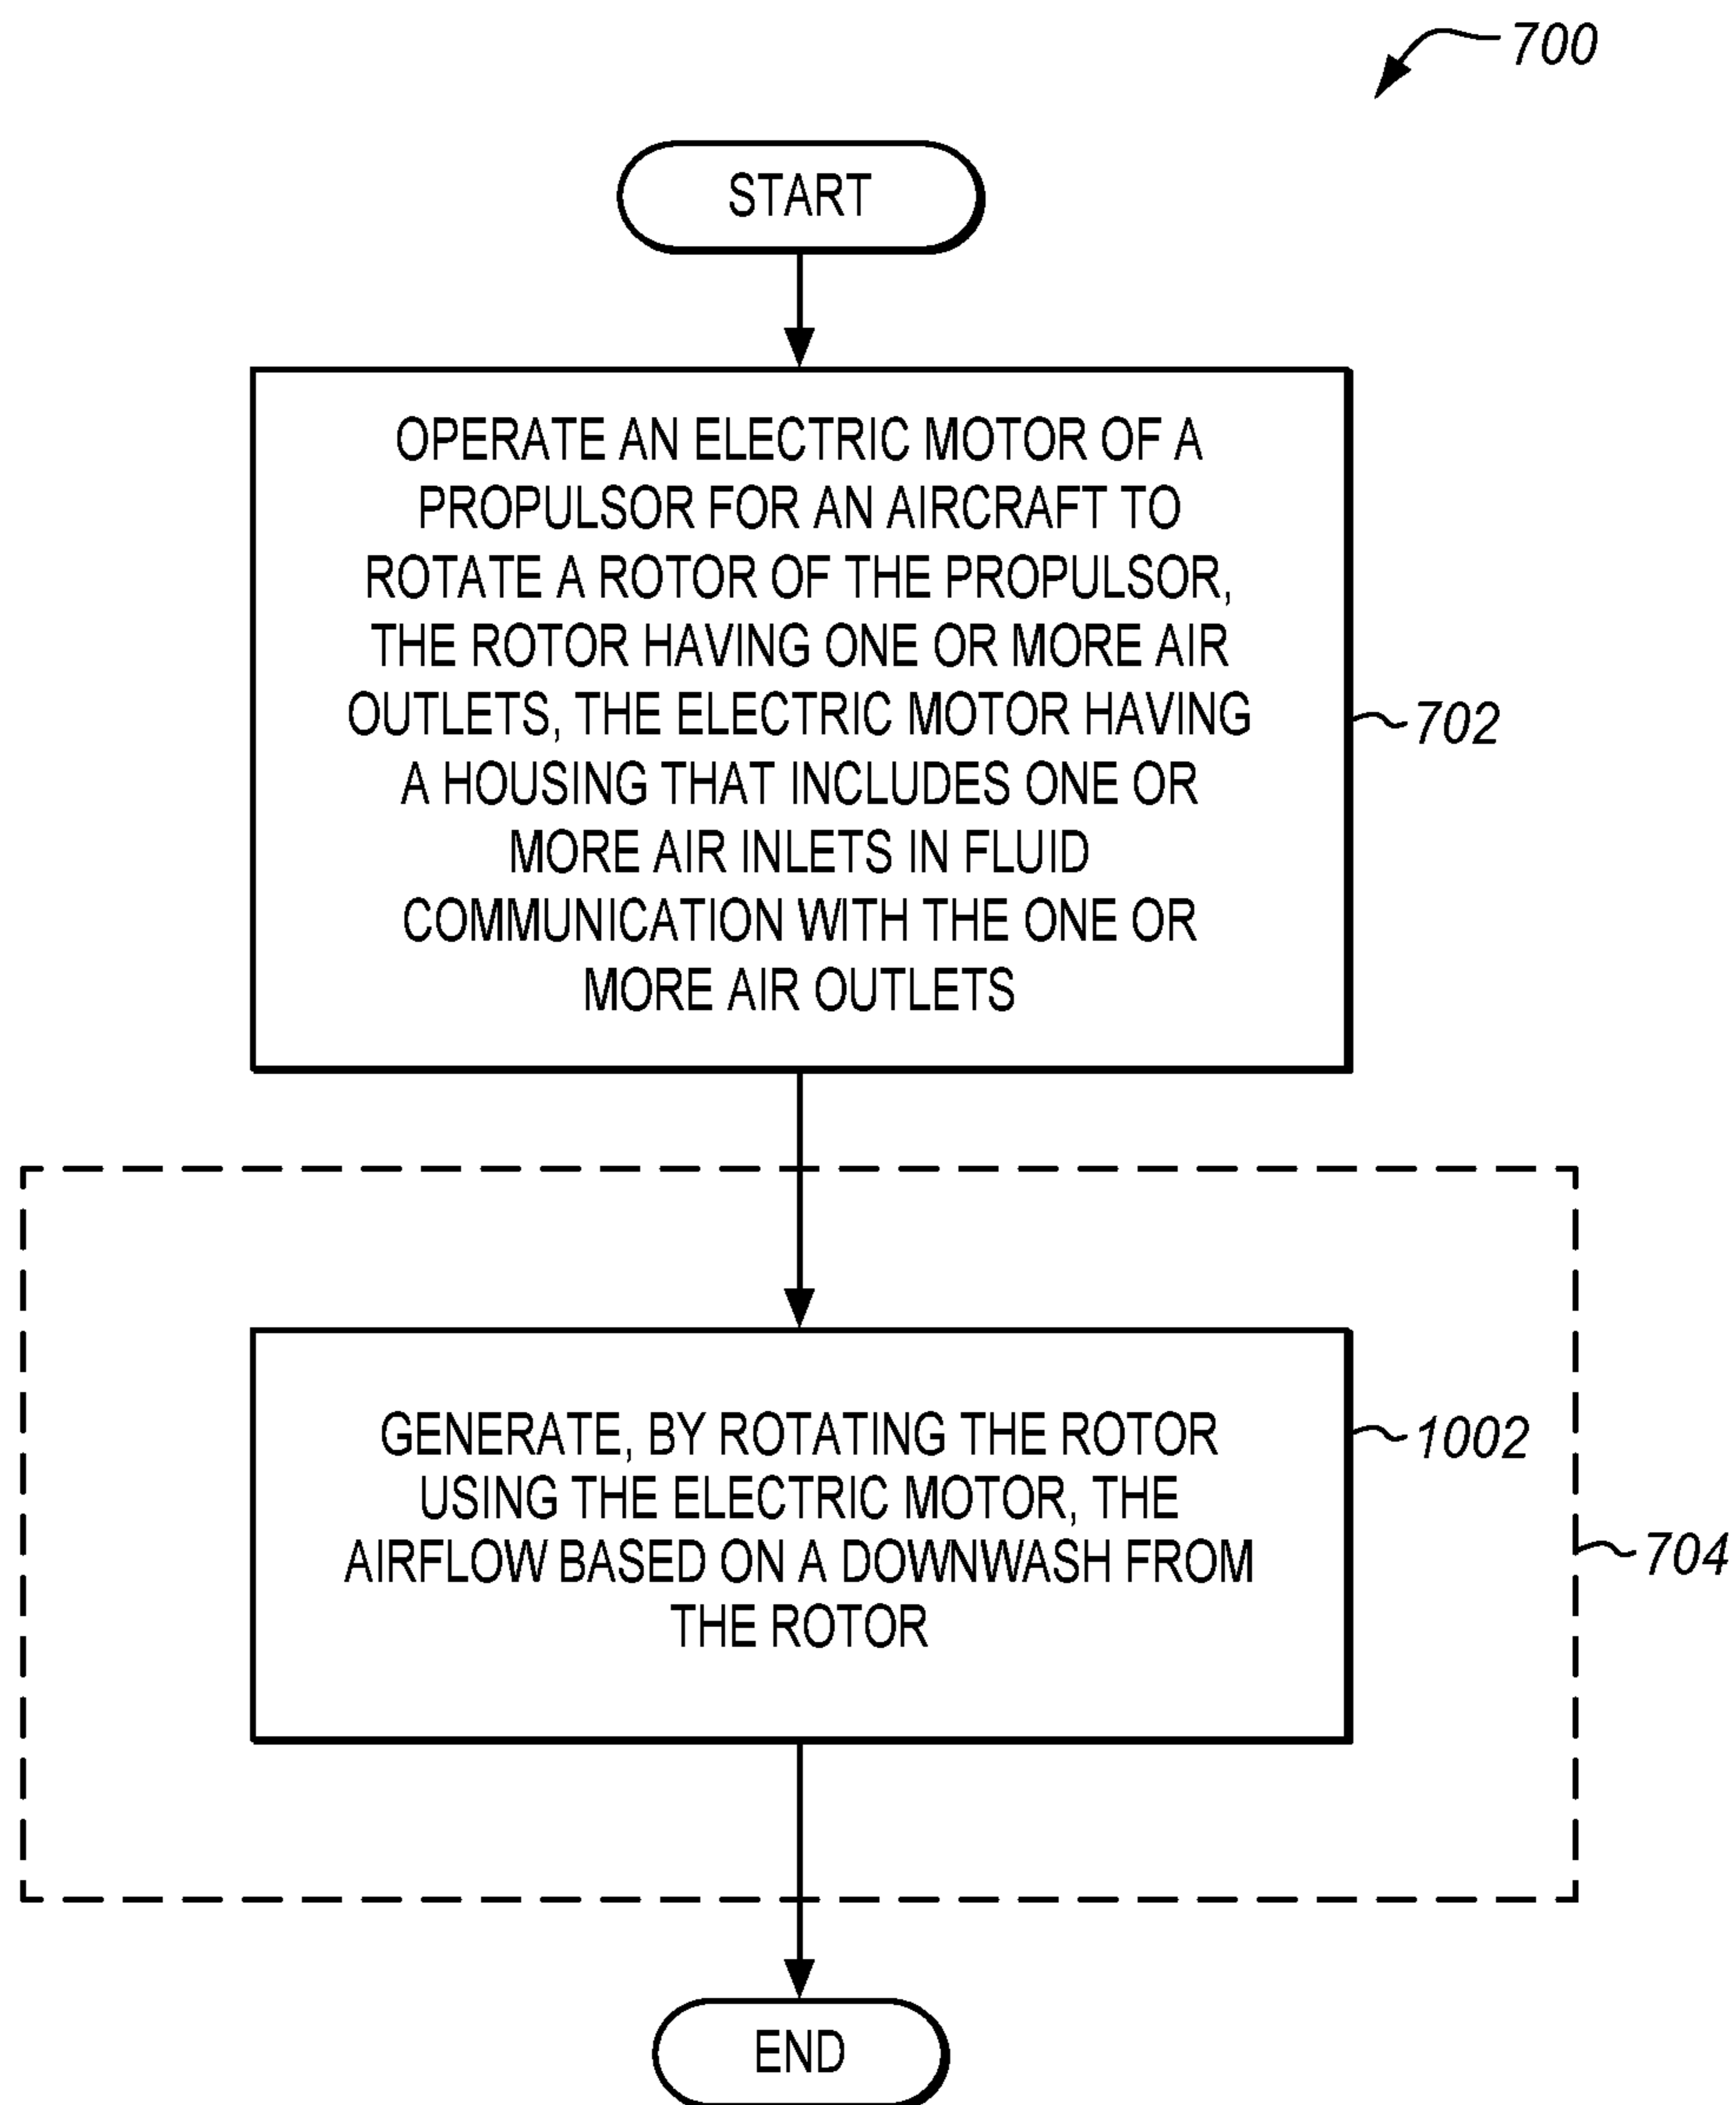 700
START
OPERATE AN ELECTRIC MOTOR OF A
PROPULSOR FOR AN AIRCRAFT TO
ROTATE A ROTOR OF THE PROPULSOR,
THE ROTOR HAVING ONE OR MORE AIR
OUTLETS, THE ELECTRIC MOTOR HAVING
A HOUSING THAT INCLUDES ONE OR
MORE AIR INLETS IN FLUID
COMMUNICATION WITH THE ONE OR
MORE AIR OUTLETS
702
GENERATE, BY ROTATING THE ROTOR
USING THE ELECTRIC MOTOR, THE
AIRFLOW BASED ON A DOWNWASH FROM
THE ROTOR
1002
704
END